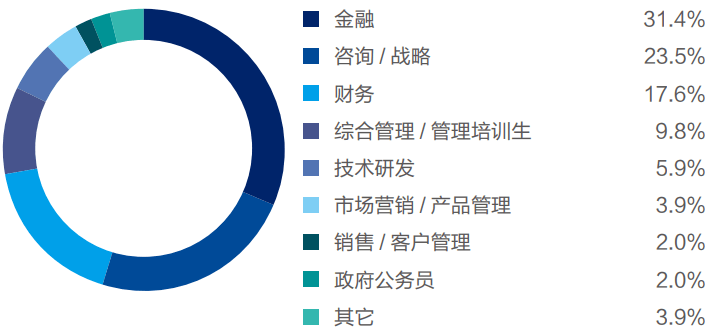 金融 31.4%
咨询 / 战略 23.5%
财务 17.6%
综合管理 / 管理培训生 9.8%
技术研发 5.9%
市场营销 / 产品管理 3.9%
销售 / 客户管理 2.0%
政府公务员 2.0%
其它 3.9%